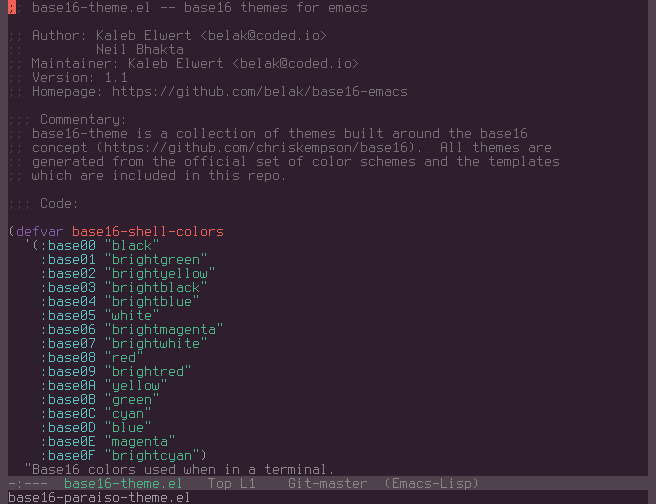 ;; base16-theme.el -- base16 themes for emacs
;; Author: Kaleb Elwert <belak@coded.io>
;;         Neil Bhakta
;; Maintainer: Kaleb Elwert <belak@coded.io>
;; Version: 1.1
;; Homepage: https://github.com/belak/base16-emacs
;;; Commentary:
;; base16-theme is a collection of themes built around the base16
;; concept (https://github.com/chriskempson/base16).  All themes are
;; generated from the official set of color schemes and the templates
;; which are included in this repo.
;;; Code:
(defvar base16-shell-colors
  '(:base00 "black"
    :base01 "brightgreen"
    :base02 "brightyellow"
    :base03 "brightblack"
    :base04 "brightblue"
    :base05 "white"
    :base06 "brightmagenta"
    :base07 "brightwhite"
    :base08 "red"
    :base09 "brightred"
    :base0A "yellow"
    :base0B "green"
    :base0C "cyan"
    :base0D "blue"
    :base0E "magenta"
    :base0F "brightcyan")
  "Base16 colors used when in a terminal.
-:---  base16-theme.el   Top L1    Git-master  (Emacs-Lisp)
base16-paraiso-theme.el